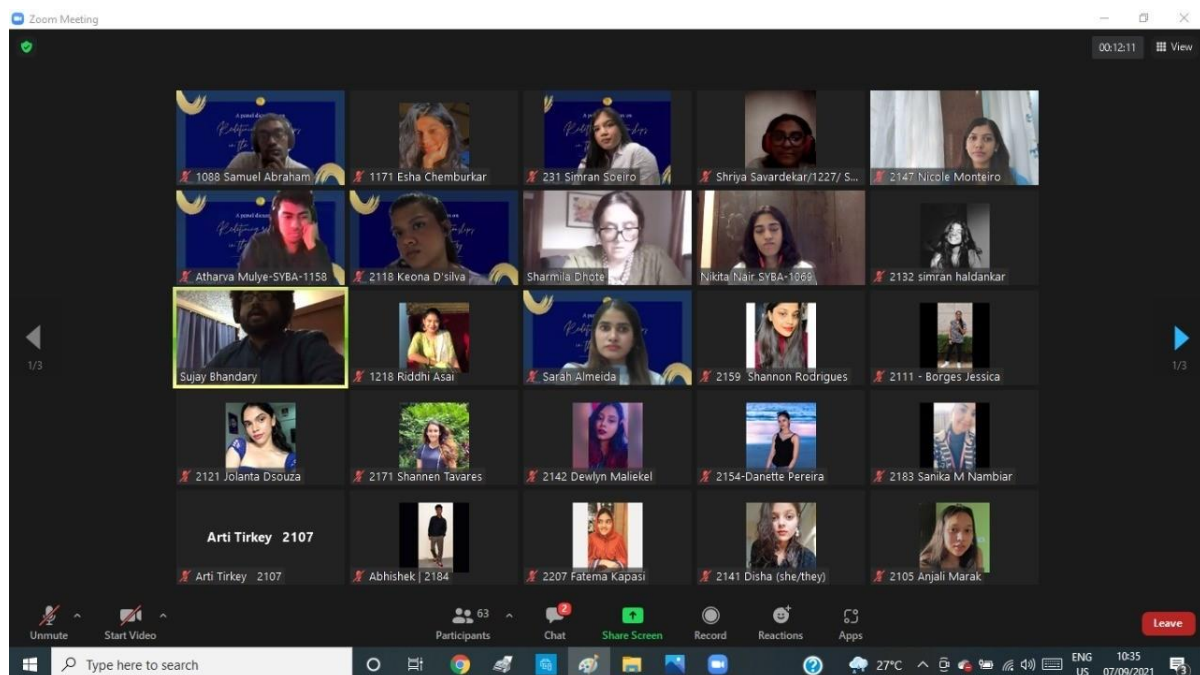 Zoom Meeting
00:12:11 View
A panel discussion on
1088 Samuel Abraham
1171 Esha Chemburkar
231 Simran Soeiro
Shriya Savardekar/1227/ S...
2147 Nicole Monteiro
Atharva Mulye-SYBA-1158
2118 Keona D'silva
Sharmila Dhote
Nikita Nair SYBA-1069
2132 simran haldankar
Sujay Bhandary
1218 Riddhi Asai
Sarah Almeida
2159 Shannon Rodrigues
2111 - Borges Jessica
1/3
1/3
2121 Jolanta Dsouza
2171 Shannen Tavares
2142 Dewlyn Maliekel
2154-Danette Pereira
2183 Sanika M Nambiar
Arti Tirkey 2107
Arti Tirkey 2107
Abhishek | 2184
2207 Fatema Kapasi
2141 Disha (she/they)
2105 Anjali Marak
63
2
Unmute
Start Video
Participants
Chat
Share Screen
Record
Reactions
Apps
Leave
Type here to search
27°C
ENG
US
10:35
07/09/2021
3